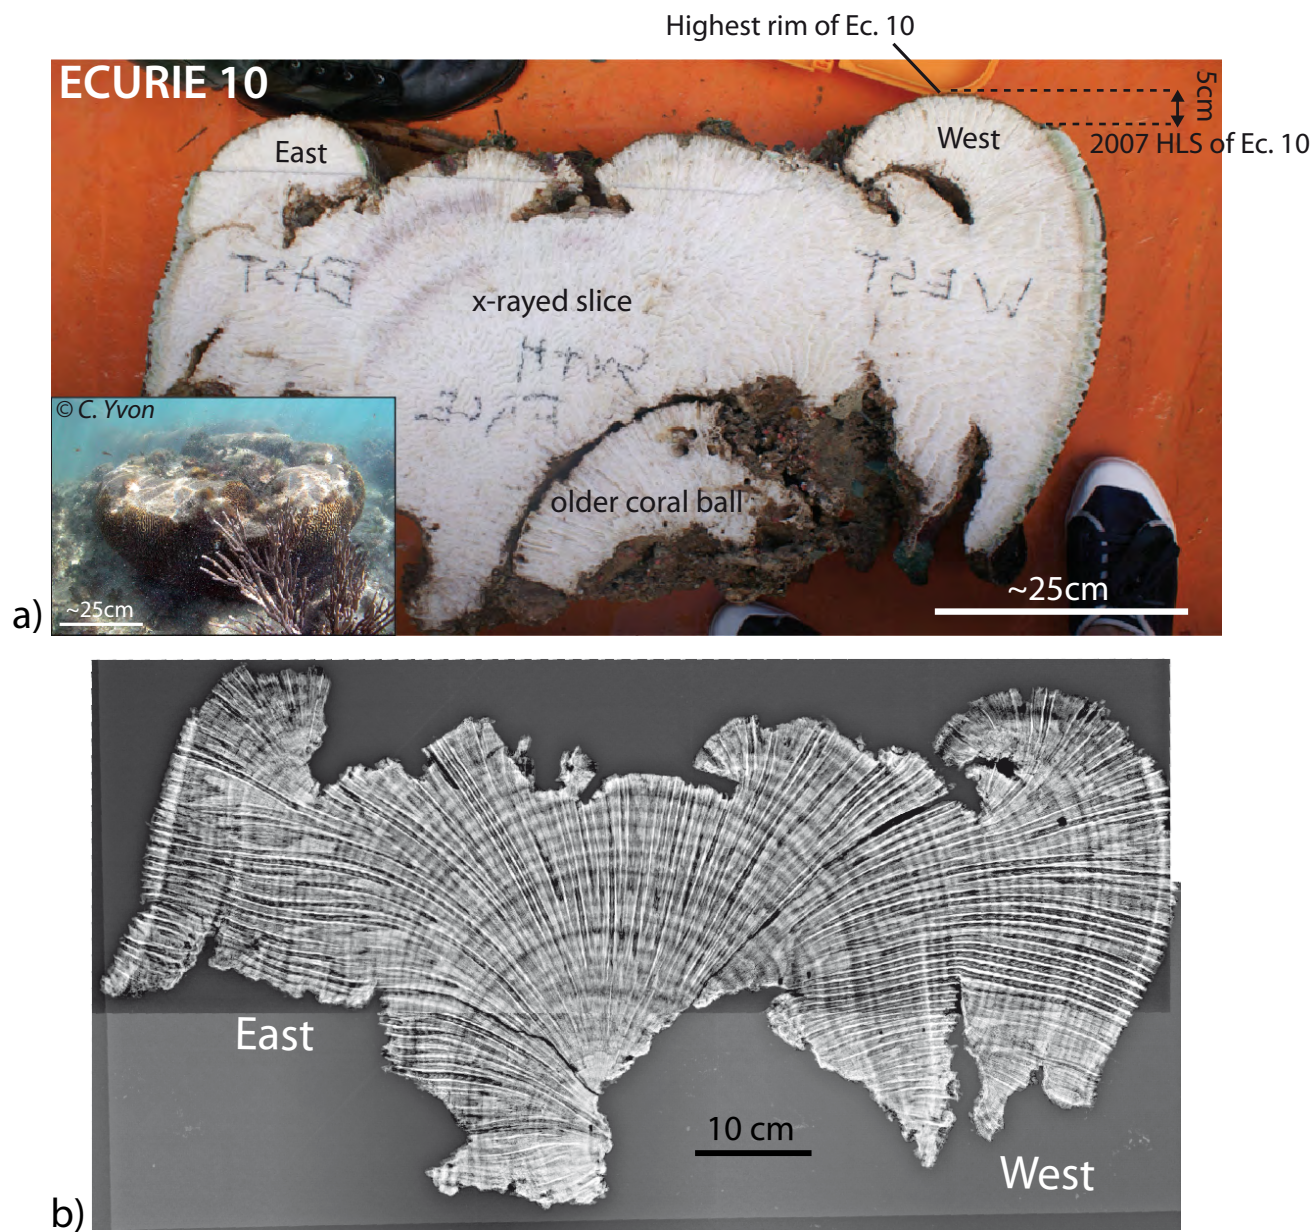 Highest rim of Ec. 10
ECURIE 10
5cm
East
West
2007 HLS of Ec. 10
EAST
WEST
x-rayed slice
© C. Yvon
older coral ball
~25cm
~25cm
a)
East
10 cm
West
b)